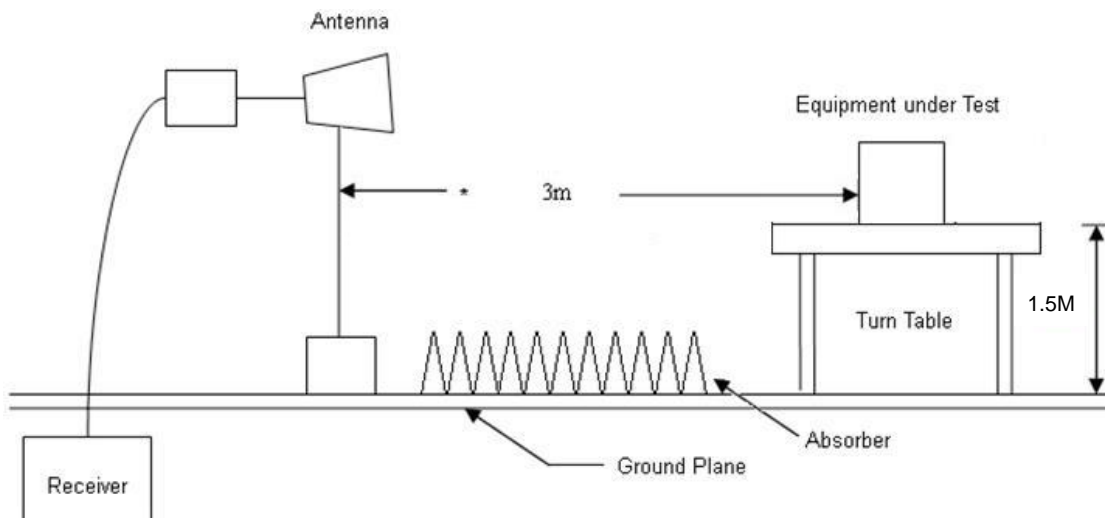 Antenna
Equipment under Test
* 3m
1.5M
Turn Table
Absorber
Ground Plane
Receiver